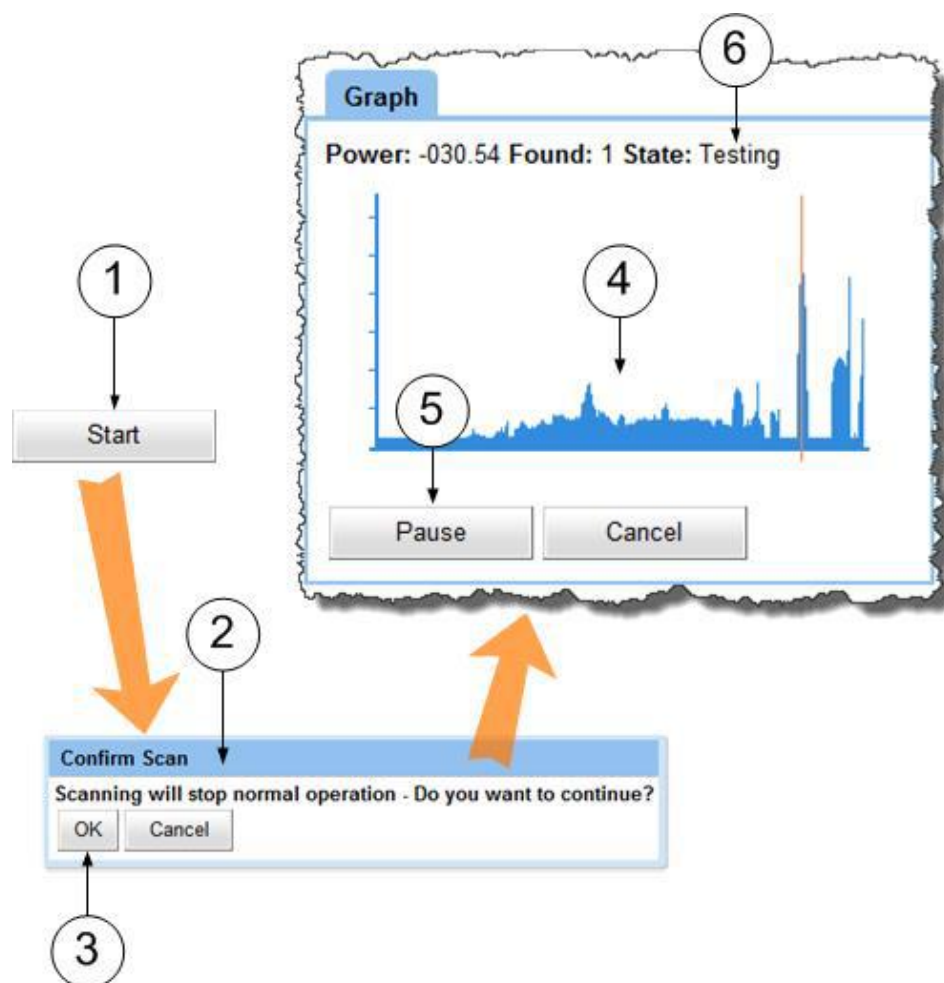 6
Graph
Power: -030.54 Found: 1 State: Testing
1
4
5
Start
Pause Cancel
2
Confirm Scan
Scanning will stop normal operation - Do you want to continue?
OK Cancel
3